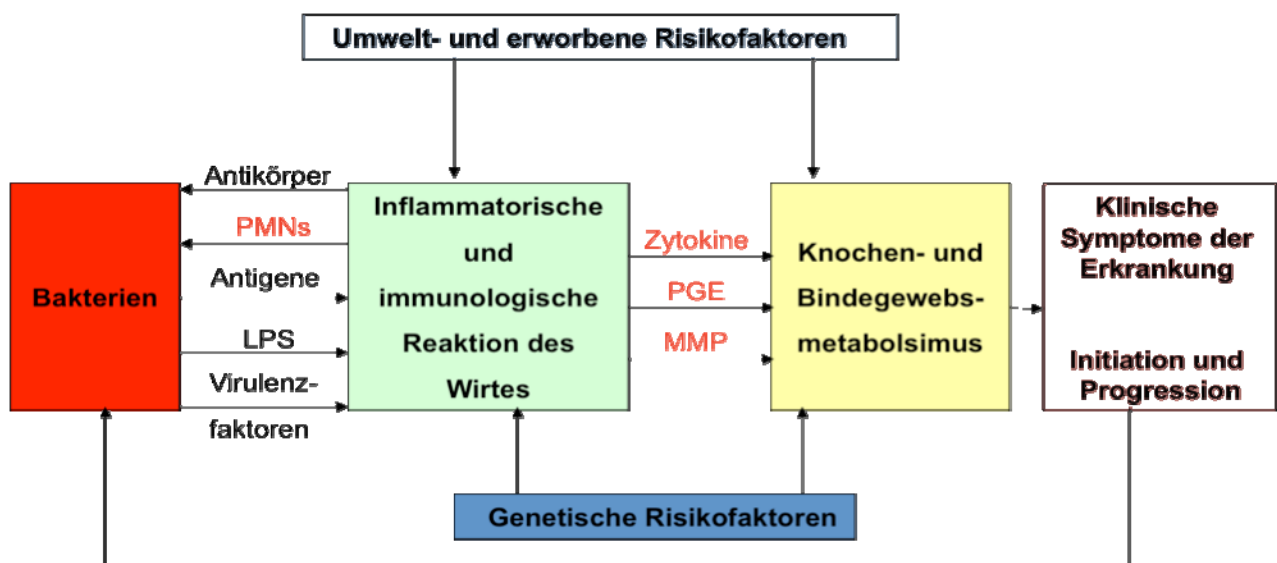 Umwelt- und erworbene Risikofaktoren
Bakterien
Antikörper
PMNs
Antigene
LPS
Virulenz-
faktoren
Inflammatorische
und
immunologische
Reaktion des
Wirtes
Zytokine
PGE
MMP
Knochen- und
Bindegewebs-
metabolsimus
Klinische
Symptome der
Erkrankung
Initiation und
Progression
Genetische Risikofaktoren